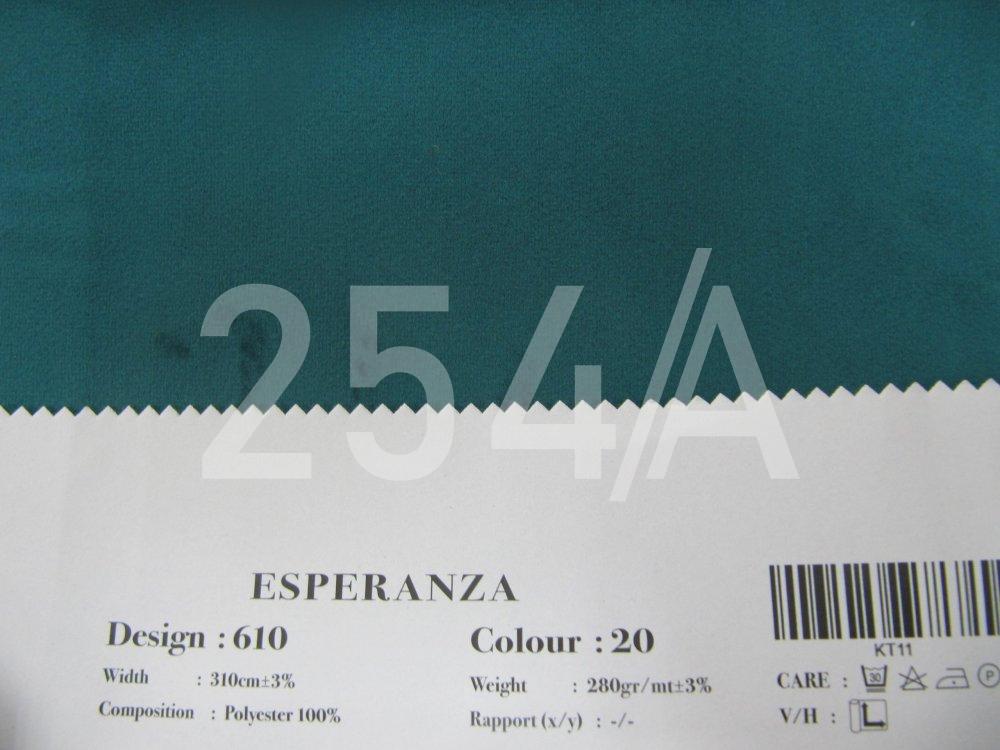 254/A
ESPERANZA
Design : 610
Colour : 20
Width : 310cm±3%
Weight : 280gr/mt±3%
Composition : Polyester 100%
Rapport (x/y) : -/-
KT11
CARE : 30 P
V/H :